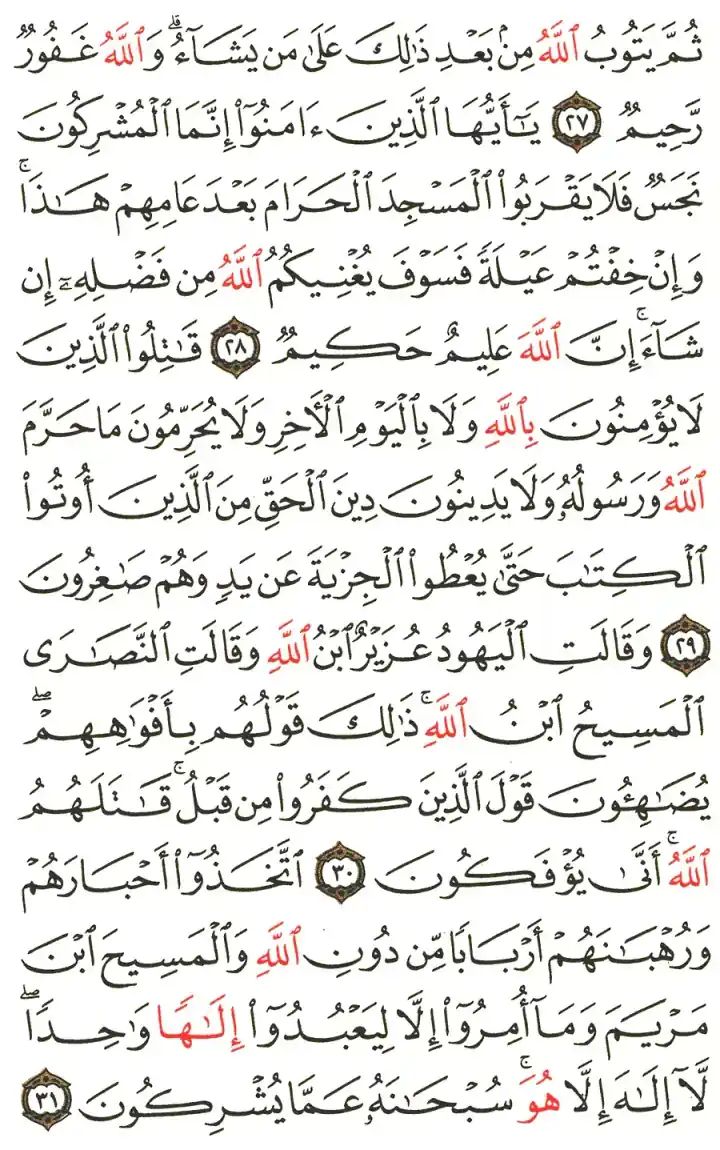 ثُمَّ يَتُوبُ ٱللَّهُ مِنۢ بَعۡدِ ذَٰلِكَ عَلَىٰ مَن يَشَآءُۗ وَٱللَّهُ غَفُورٞ
رَّحِيمٞ ٢٧ يَٰٓأَيُّهَا ٱلَّذِينَ ءَامَنُوٓاْ إِنَّمَا ٱلۡمُشۡرِكُونَ
نَجَسٞ فَلَا يَقۡرَبُواْ ٱلۡمَسۡجِدَ ٱلۡحَرَامَ بَعۡدَ عَامِهِمۡ هَٰذَاۚ
وَإِنۡ خِفۡتُمۡ عَيۡلَةٗ فَسَوۡفَ يُغۡنِيكُمُ ٱللَّهُ مِن فَضۡلِهِۦٓ إِن
شَآءَۚ إِنَّ ٱللَّهَ عَلِيمٌ حَكِيمٞ ٢٨ قَٰتِلُواْ ٱلَّذِينَ
لَا يُؤۡمِنُونَ بِٱللَّهِ وَلَا بِٱلۡيَوۡمِ ٱلۡأٓخِرِ وَلَا يُحَرِّمُونَ مَا حَرَّمَ
ٱللَّهُ وَرَسُولُهُۥ وَلَا يَدِينُونَ دِينَ ٱلۡحَقِّ مِنَ ٱلَّذِينَ أُوتُواْ
ٱلۡكِتَٰبَ حَتَّىٰ يُعۡطُواْ ٱلۡجِزۡيَةَ عَن يَدٖ وَهُمۡ صَٰغِرُونَ
٢٩ وَقَالَتِ ٱلۡيَهُودُ عُزَيۡرٌ ٱبۡنُ ٱللَّهِ وَقَالَتِ ٱلنَّصَٰرَى
ٱلۡمَسِيحُ ٱبۡنُ ٱللَّهِۖ ذَٰلِكَ قَوۡلُهُم بِأَفۡوَٰهِهِمۡۖ
يُضَٰهِـُٔونَ قَوۡلَ ٱلَّذِينَ كَفَرُواْ مِن قَبۡلُۚ قَٰتَلَهُمُ
ٱللَّهُۖ أَنَّىٰ يُؤۡفَكُونَ ٣٠ ٱتَّخَذُوٓاْ أَحۡبَارَهُمۡ
وَرُهۡبَٰنَهُمۡ أَرۡبَابٗا مِّن دُونِ ٱللَّهِ وَٱلۡمَسِيحَ ٱبۡنَ
مَرۡيَمَ وَمَآ أُمِرُوٓاْ إِلَّا لِيَعۡبُدُوٓاْ إِلَٰهٗا وَٰحِدٗاۖ
لَّآ إِلَٰهَ إِلَّا هُوَۚ سُبۡحَٰنَهُۥ عَمَّا يُشۡرِكُونَ ٣١